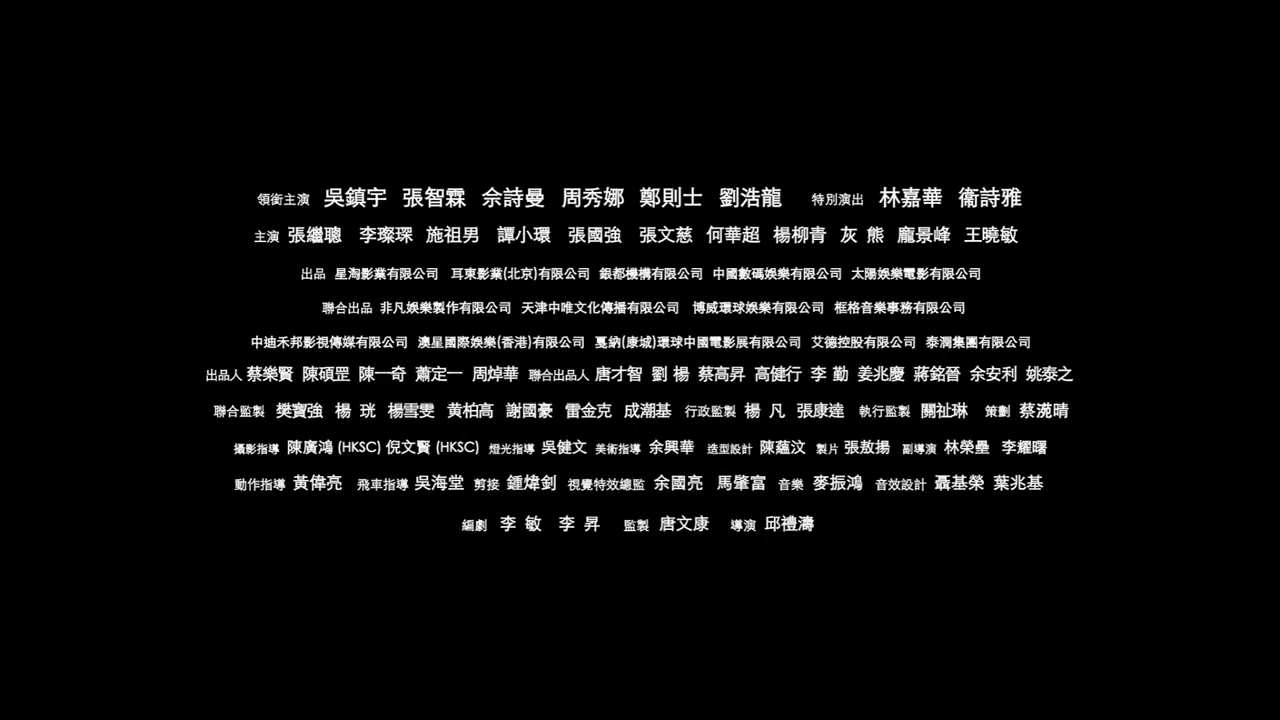 領銜主演 吳鎮宇 張智霖 佘詩曼 周秀娜 鄭則士 劉浩龍 特別演出 林嘉華 衞詩雅
主演 張繼聰 李璨琛 施祖男 譚小環 張國強 張文慈 何華超 楊柳青 灰 熊 龐景峰 王曉敏
出品 星淘影業有限公司 耳東影業(北京)有限公司 銀都機構有限公司 中國數碼娛樂有限公司 太陽娛樂電影有限公司
聯合出品 非凡娛樂製作有限公司 天津中唯文化傳播有限公司 博威環球娛樂有限公司 框格音樂事務有限公司
中迪禾邦影視傳媒有限公司 澳星國際娛樂(香港)有限公司 戛納(康城)環球中國電影展有限公司 艾德控股有限公司 泰澗集團有限公司
出品人 蔡樂賢 陳碩罡 陳一奇 蕭定一 周焯華 聯合出品人 唐才智 劉 楊 蔡高昇 高健行 李 勤 姜兆慶 蔣銘晉 余安利 姚泰之
聯合監製 樊寶強 楊 珖 楊雪雯 黄柏高 謝國豪 雷金克 成潮基 行政監製 楊 凡 張康達 執行監製 關祉琳 策劃 蔡澆晴
攝影指導 陳廣鴻 (HKSC) 倪文賢 (HKSC) 燈光指導 吳健文 美術指導 余興華 造型設計 陳蘊汶 製片 張敖揚 副導演 林榮壘 李耀曙
動作指導 黃偉亮 飛車指導 吳海堂 剪接 鍾煒釗 視覺特效總監 余國亮 馬肇富 音樂 麥振鴻 音效設計 聶基榮 葉兆基
編劇 李 敏 李 昇 監製 唐文康 導演 邱禮濤